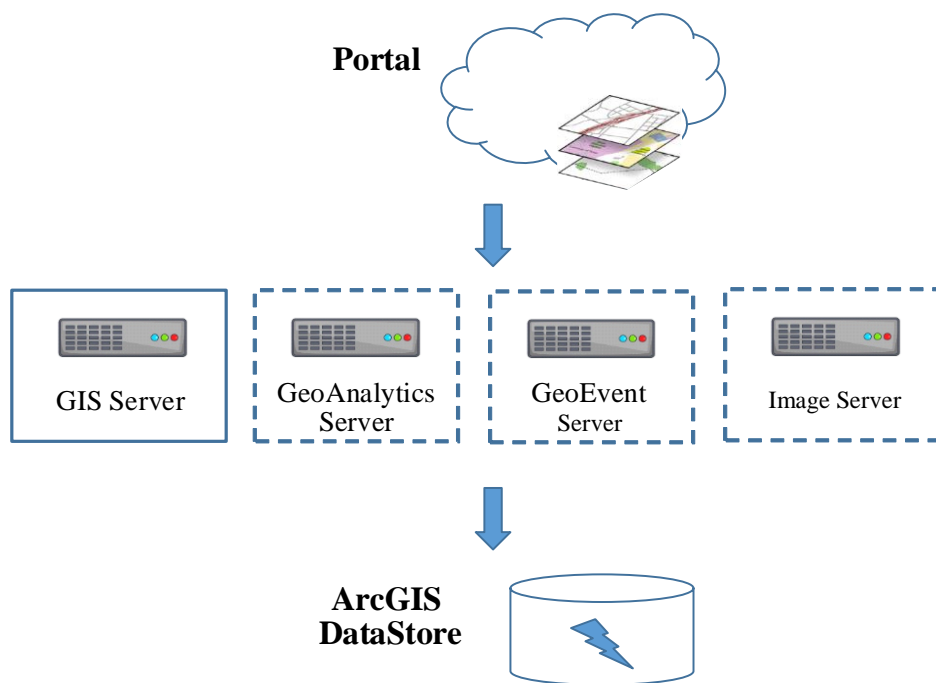 Portal
GIS Server
GeoAnalytics
Server
GeoEvent
Server
Image Server
ArcGIS
DataStore